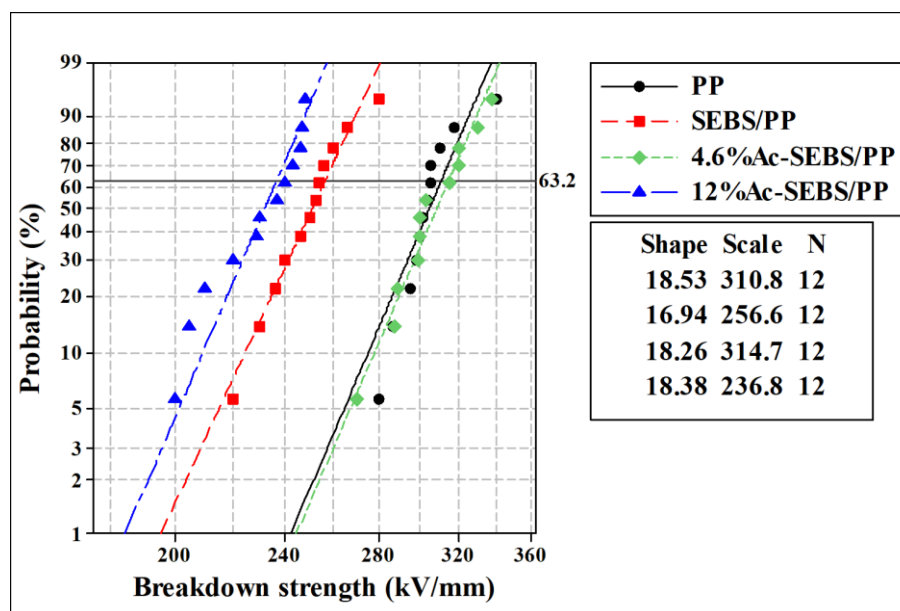 99
90
80
70
60
50
40
30
20
10
5
3
2
1
Probability (%)
63.2
200 240 280 320 360
Breakdown strength (kV/mm)
PP
SEBS/PP
4.6%Ac-SEBS/PP
12%Ac-SEBS/PP
Shape Scale N
18.53 310.8 12
16.94 256.6 12
18.26 314.7 12
18.38 236.8 12